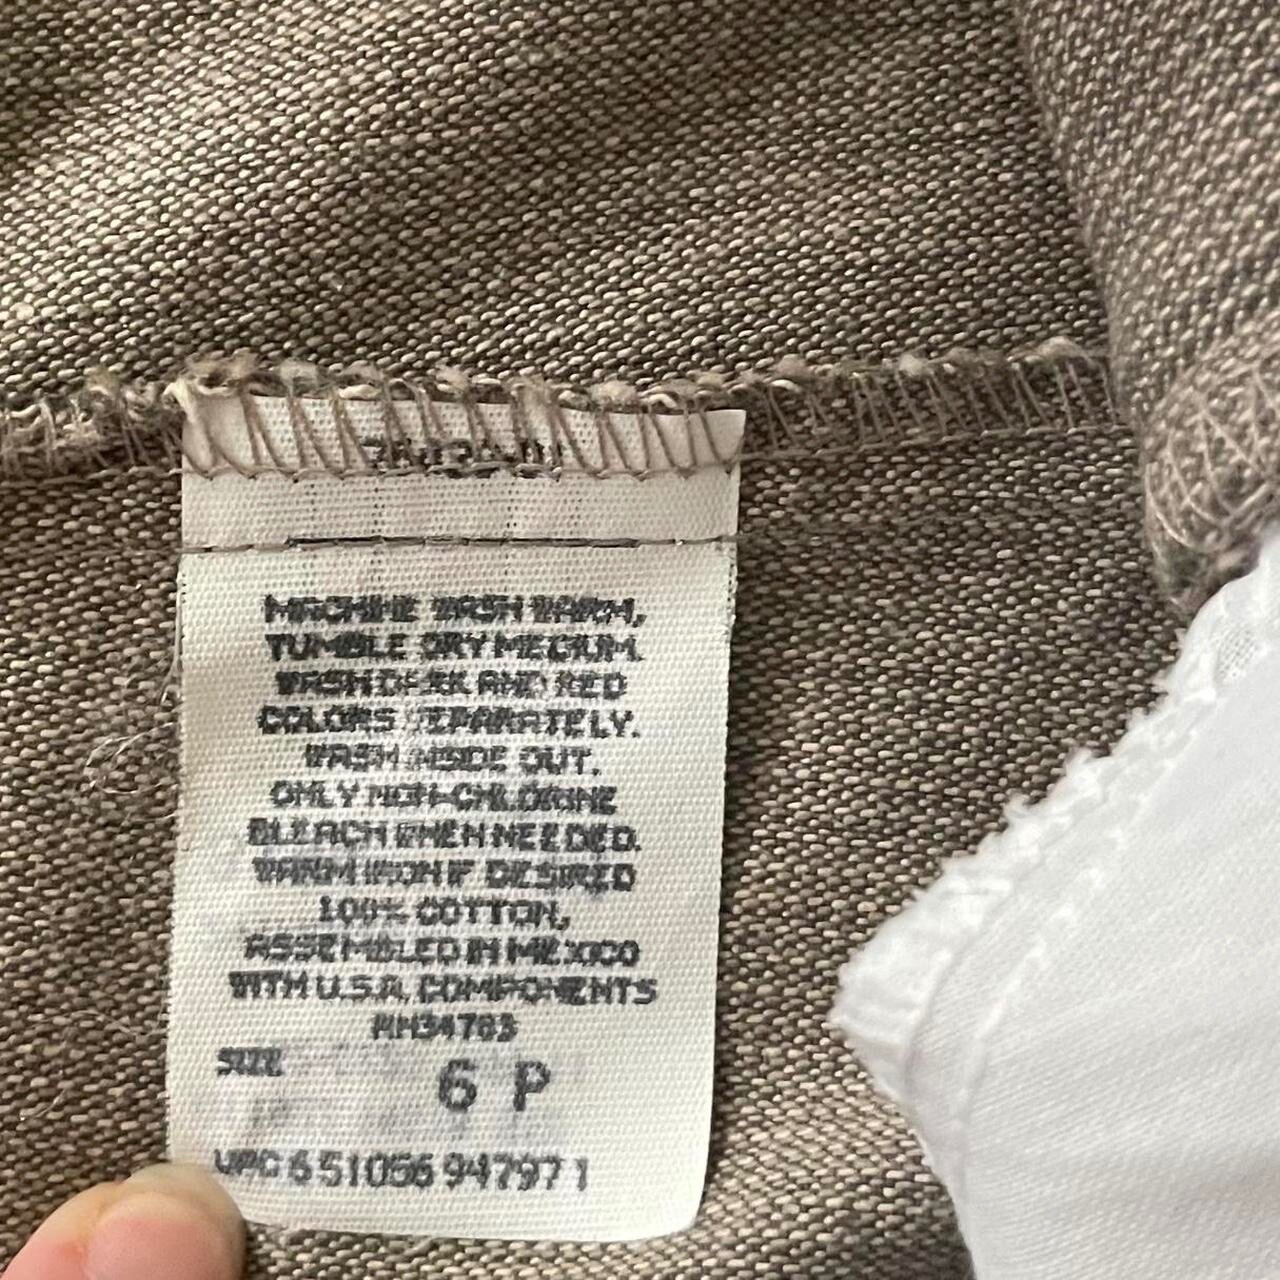 MACHINE WASH WARM,
TUMBLE DRY MEDIUM.
WASH DARK AND RED
COLORS SEPARATELY.
WASH INSIDE OUT.
ONLY NON-CHLORINE
BLEACH WHEN NEEDED.
WARM IRON IF DESIRED
100% COTTON,
ASSEMBLED IN MEXICO
WITH U.S.A. COMPONENTS
RN34783
SIZE
6 P
UPC 6 51056 94797 1